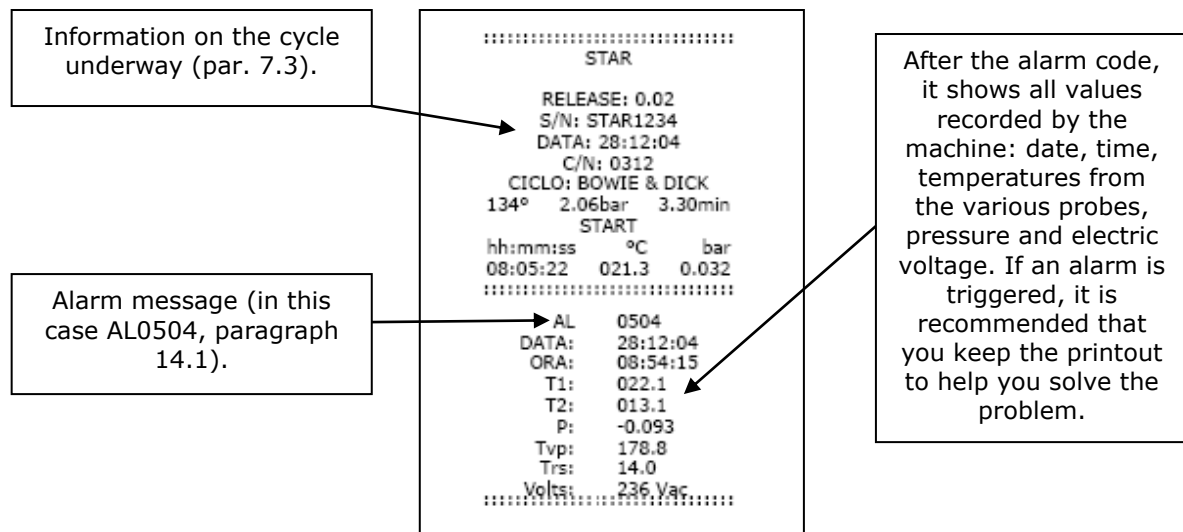 Information on the cycle
underway (par. 7.3).
Alarm message (in this
case AL0504, paragraph
14.1).
::::::::::::::::::::::::::::::::
STAR
RELEASE: 0.02
S/N: STAR1234
DATA: 28:12:04
C/N: 0312
CICLO: BOWIE & DICK
134° 2.06bar 3.30min
START
hh:mm:ss °C bar
08:05:22 021.3 0.032
::::::::::::::::::::::::::::::::
AL 0504
DATA: 28:12:04
ORA: 08:54:15
T1: 022.1
T2: 013.1
P: -0.093
Tvp: 178.8
Trs: 14.0
Volts: 236 Vac
::::::::::::::::::::::::::::::::
After the alarm code,
it shows all values
recorded by the
machine: date, time,
temperatures from
the various probes,
pressure and electric
voltage. If an alarm is
triggered, it is
recommended that
you keep the printout
to help you solve the
problem.